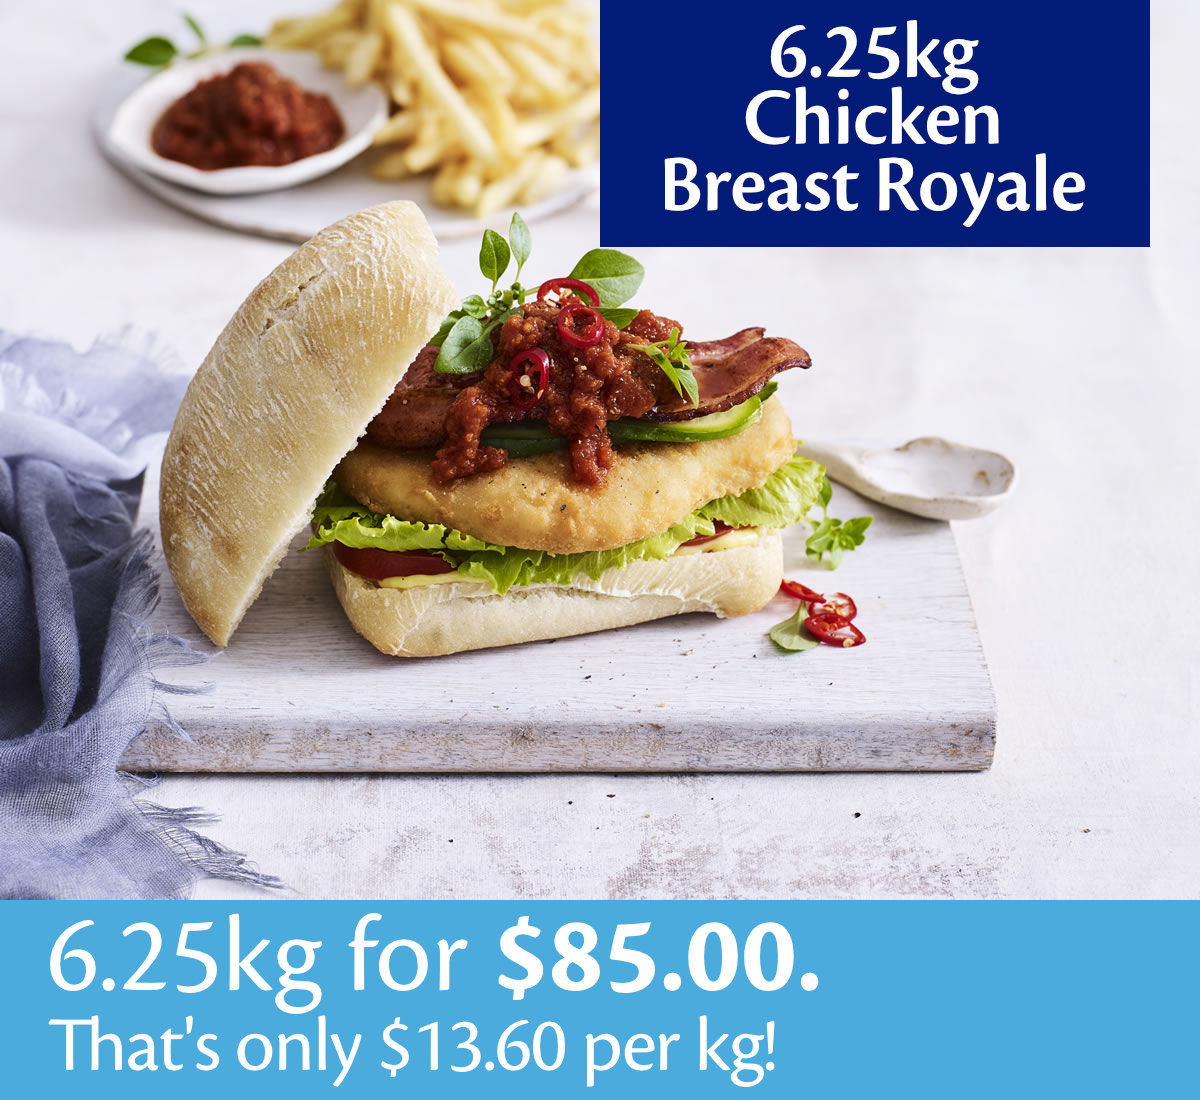 6.25kg
Chicken
Breast Royale
6.25kg for $85.00.
That's only $13.60 per kg!